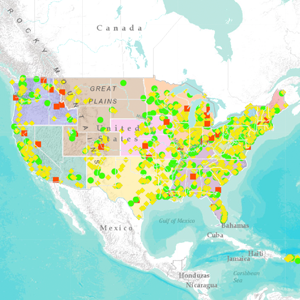 Canada
ROCKY MOUNTAINS
GREAT
PLAINS
United
States
Mexico
Gulf of Mexico
Bahamas
Cuba
Haiti
Jamaica
Caribbean
Sea
Honduras
Nicaragua